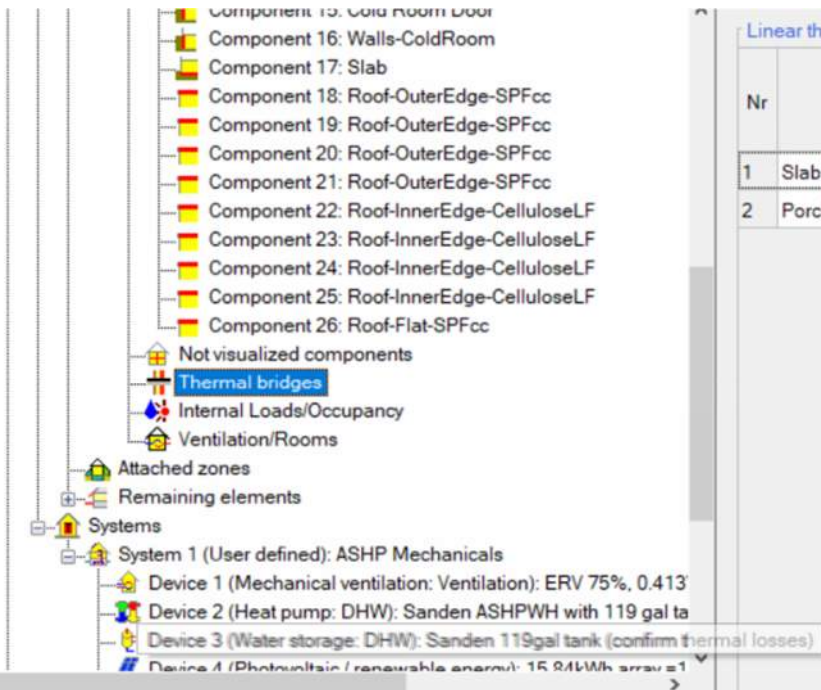 Component 15: Cold Room Door
Component 16: Walls-ColdRoom
Component 17: Slab
Component 18: Roof-OuterEdge-SPFcc
Component 19: Roof-OuterEdge-SPFcc
Component 20: Roof-OuterEdge-SPFcc
Component 21: Roof-OuterEdge-SPFcc
Component 22: Roof-InnerEdge-CelluloseLF
Component 23: Roof-InnerEdge-CelluloseLF
Component 24: Roof-InnerEdge-CelluloseLF
Component 25: Roof-InnerEdge-CelluloseLF
Component 26: Roof-Flat-SPFcc
Not visualized components
Thermal bridges
Internal Loads/Occupancy
Ventilation/Rooms
Attached zones
Remaining elements
Systems
System 1 (User defined): ASHP Mechanicals
Device 1 (Mechanical ventilation: Ventilation): ERV 75%, 0.413
Device 2 (Heat pump: DHW): Sanden ASHPWH with 119 gal ta
Device 3 (Water storage: DHW): Sanden 119gal tank (confirm thermal losses)
Device 4 (Photovoltaic / renewable energy): 15.84kWh array =1
Linear th
Nr
1 Slab
2 Porc